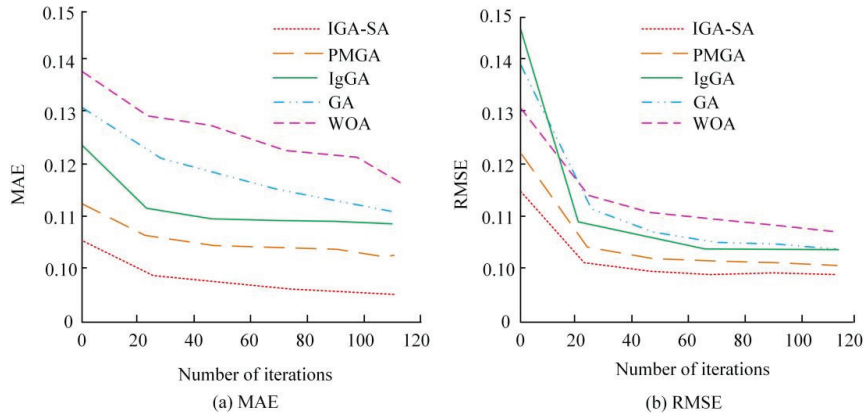 0.15
0.14
0.13
0.12
0.11
0.10
0
MAE
IGA-SA
PMGA
IgGA
GA
WOA
0 20 40 60 80 100 120
Number of iterations
(a) MAE
0.15
0.14
0.13
0.12
0.11
0.10
0
RMSE
IGA-SA
PMGA
IgGA
GA
WOA
0 20 40 60 80 100 120
Number of iterations
(b) RMSE